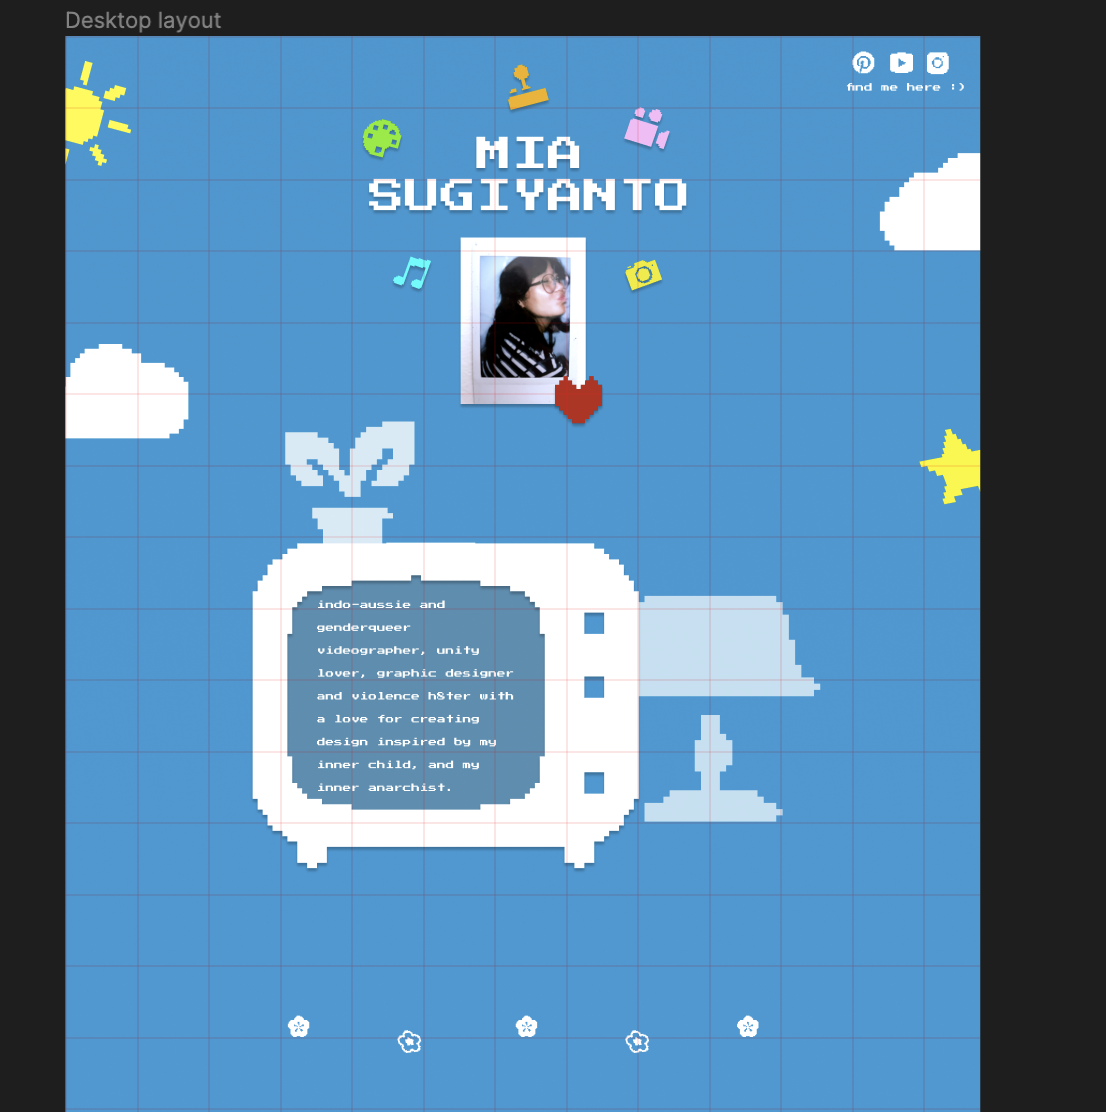 Desktop layout
find me here :)
MIA
SUGIYANTO
indo-aussie and
genderqueer
videographer, unity
lover, graphic designer
and violence h8ter with
a love for creating
design inspired by my
inner child, and my
inner anarchist.